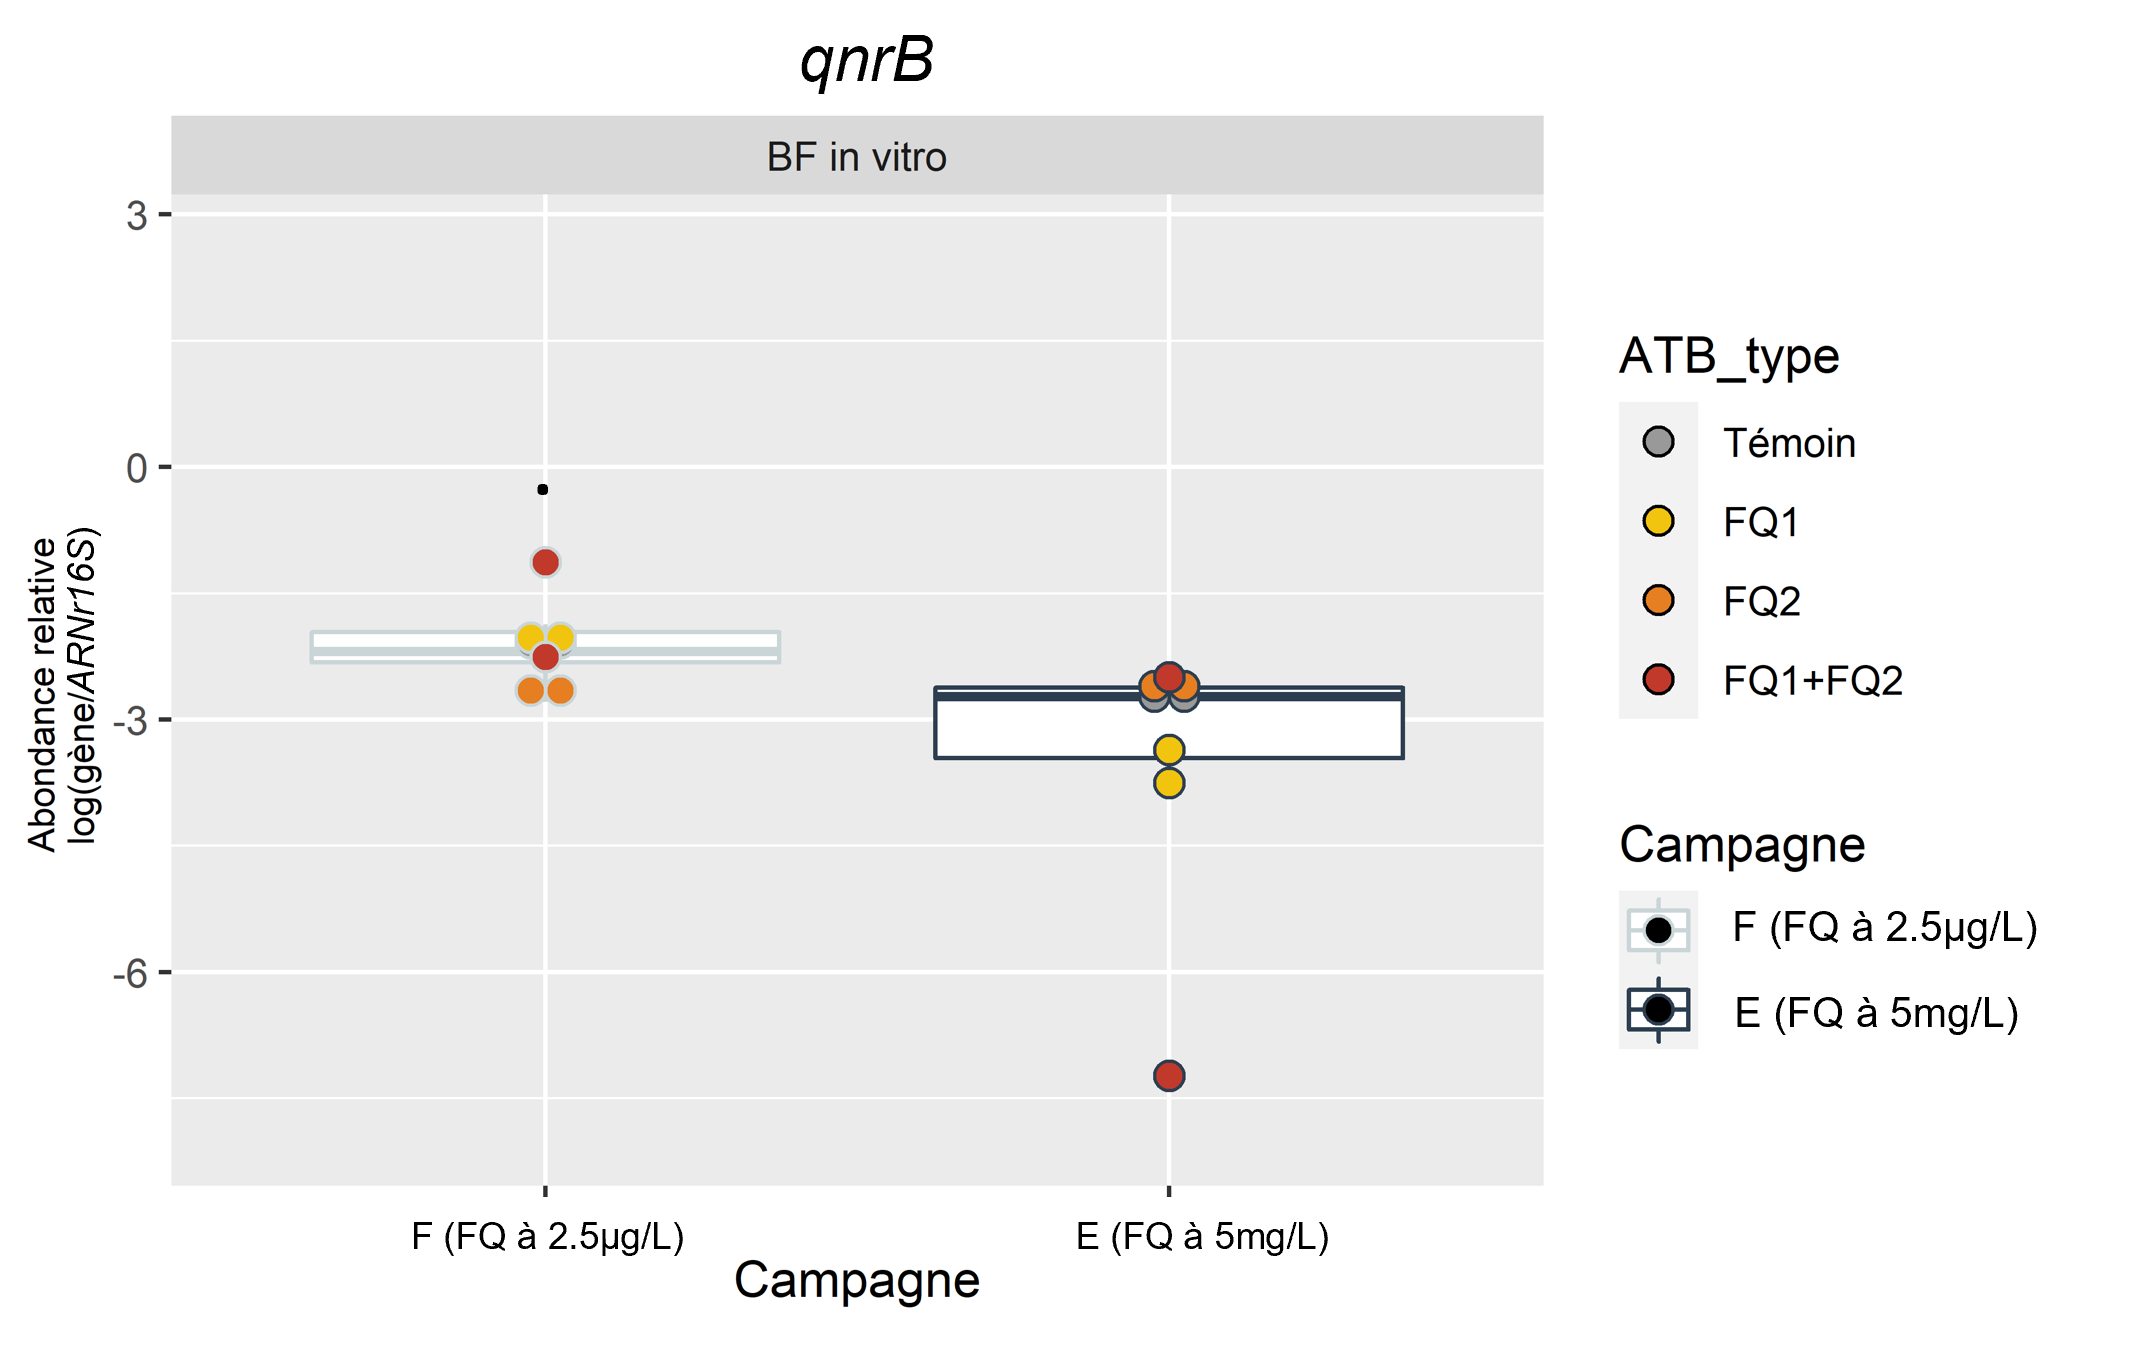 qnrB
BF in vitro
3
0
-3
-6
Abondance relative
log(gène/ARNr16S)
F (FQ à 2.5µg/L)
E (FQ à 5mg/L)
Campagne
ATB_type
Témoin
FQ1
FQ2
FQ1+FQ2
Campagne
F (FQ à 2.5µg/L)
E (FQ à 5mg/L)